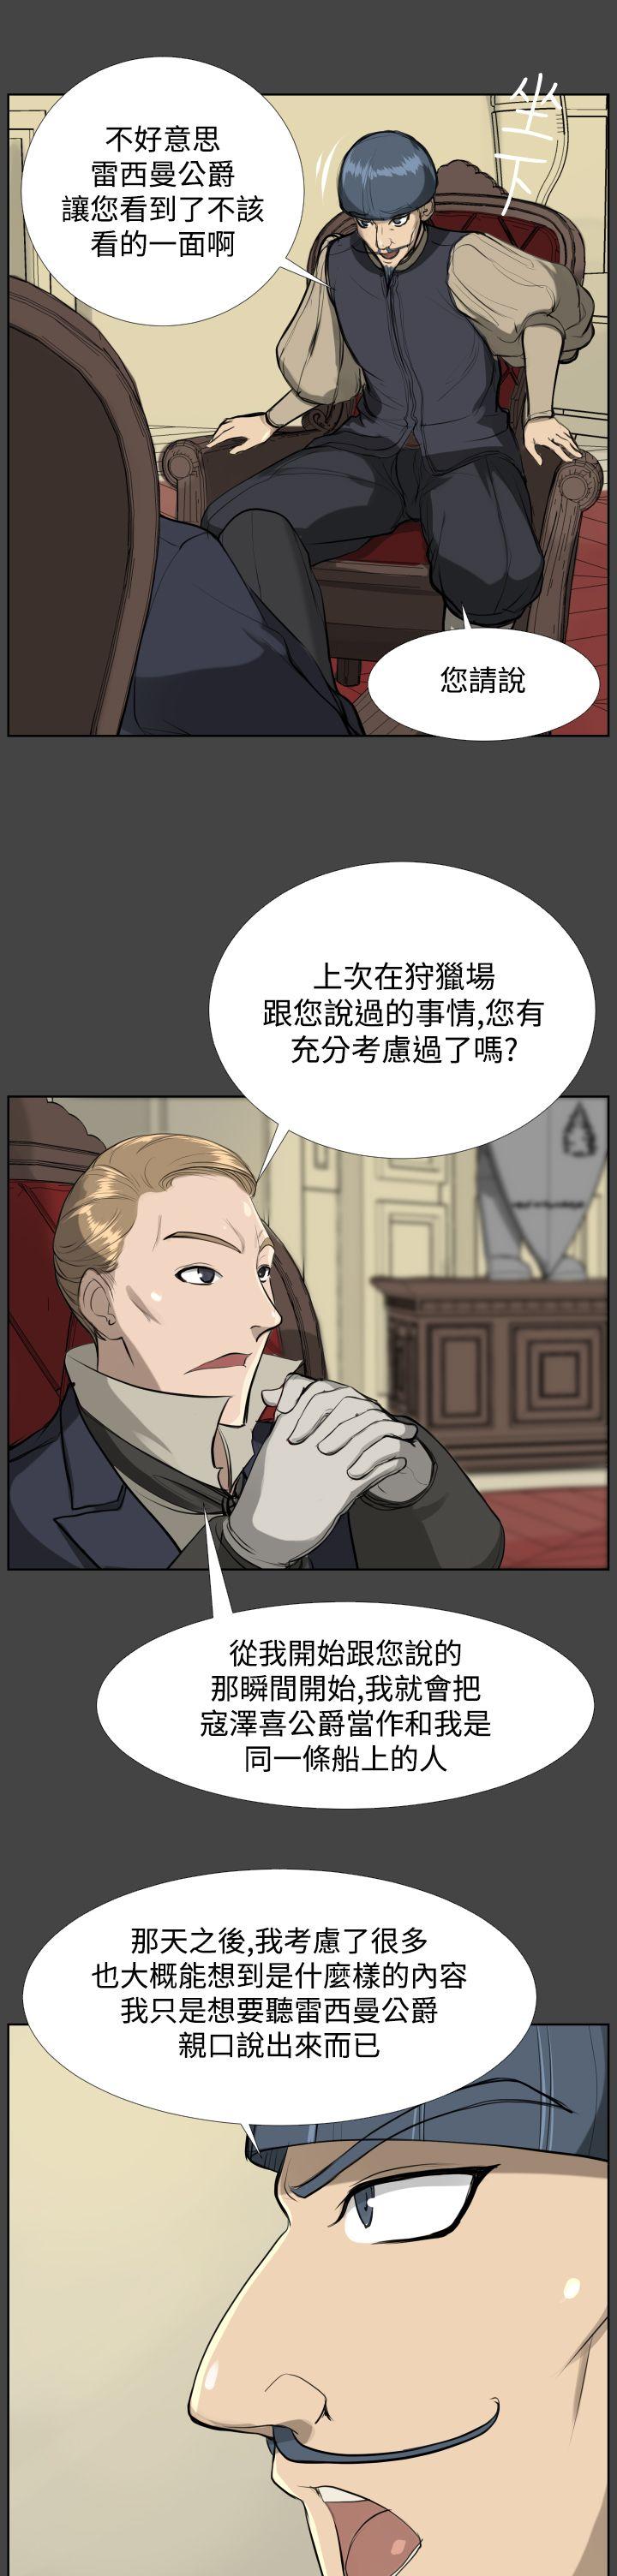 不好意思
雷西曼公爵
讓您看到了不該
看的一面啊
坐下
您請說
上次在狩獵場
跟您說過的事情,您有
充分考慮過了嗎?
從我開始跟您說的
那瞬間開始,我就會把
寇澤喜公爵當作和我是
同一條船上的人
那天之後,我考慮了很多
也大概能想到是什麼樣的內容
我只是想要聽雷西曼公爵
親口說出來而已